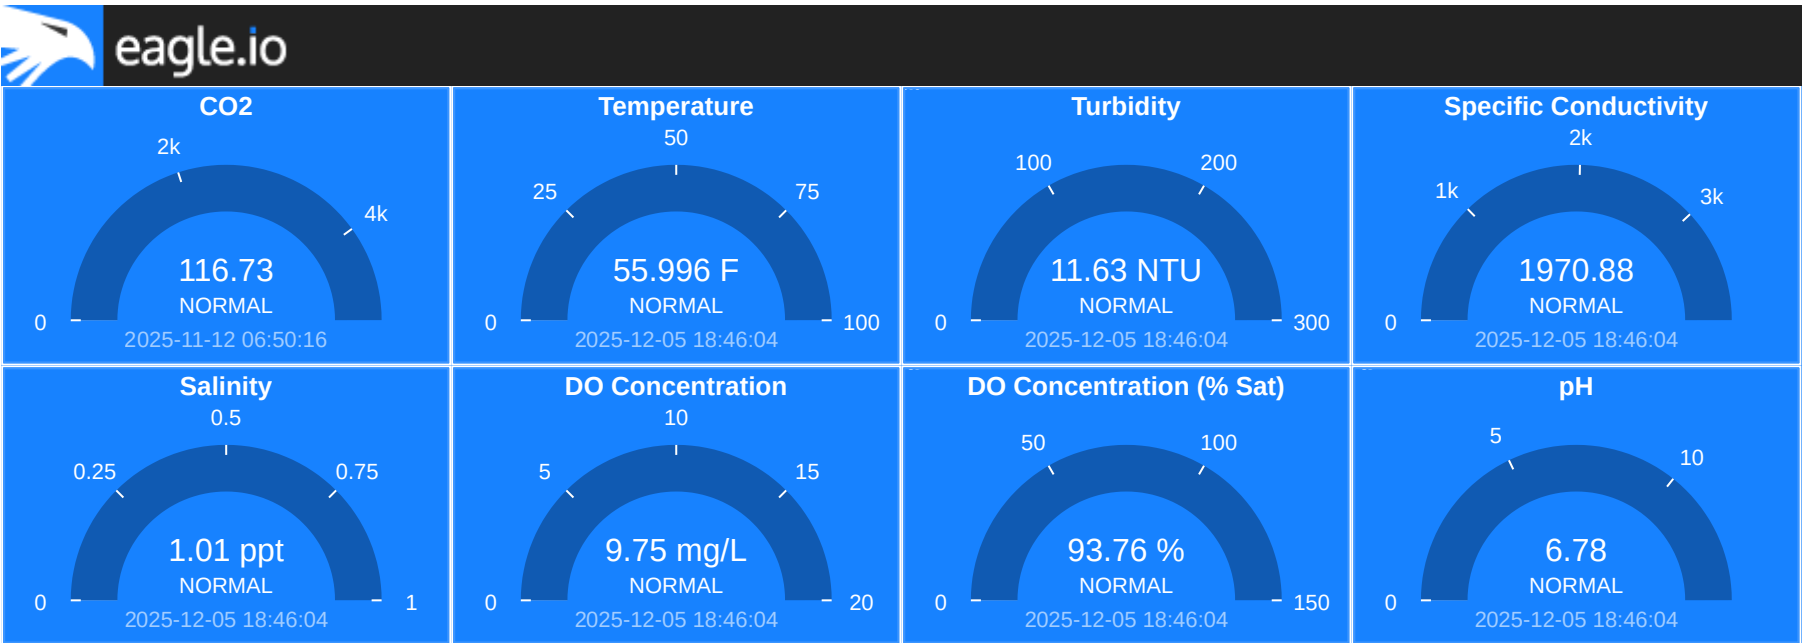 eagle.io
CO2
2k
4k
116.73
NORMAL
0
2025-11-12 06:50:16
Temperature
50
25
75
55.996 F
NORMAL
0
100
2025-12-05 18:46:04
Turbidity
100
200
11.63 NTU
NORMAL
0
300
2025-12-05 18:46:04
Specific Conductivity
2k
1k
3k
1970.88
NORMAL
0
2025-12-05 18:46:04
Salinity
0.5
0.25
0.75
1.01 ppt
NORMAL
0
1
2025-12-05 18:46:04
DO Concentration
10
5
15
9.75 mg/L
NORMAL
0
20
2025-12-05 18:46:04
DO Concentration (% Sat)
50
100
93.76 %
NORMAL
0
150
2025-12-05 18:46:04
pH
5
10
6.78
NORMAL
0
2025-12-05 18:46:04